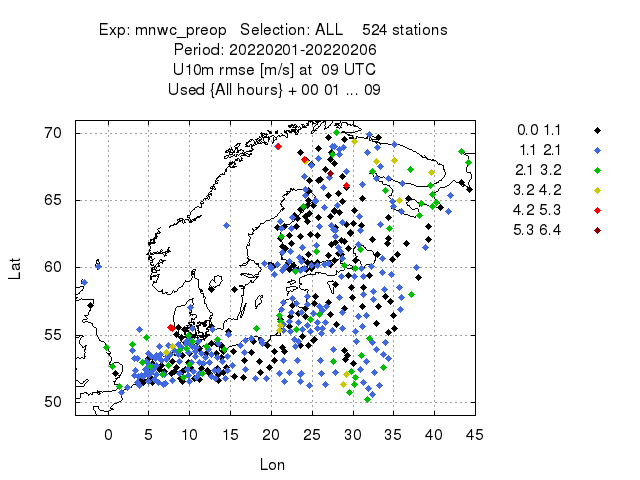 Exp: mnwc_preop Selection: ALL 524 stations
Period: 20220201-20220206
U10m rmse [m/s] at 09 UTC
Used {All hours} + 00 01 ... 09
70
65
60
55
50
Lat
0 5 10 15 20 25 30 35 40 45
Lon
0.0 1.1
1.1 2.1
2.1 3.2
3.2 4.2
4.2 5.3
5.3 6.4